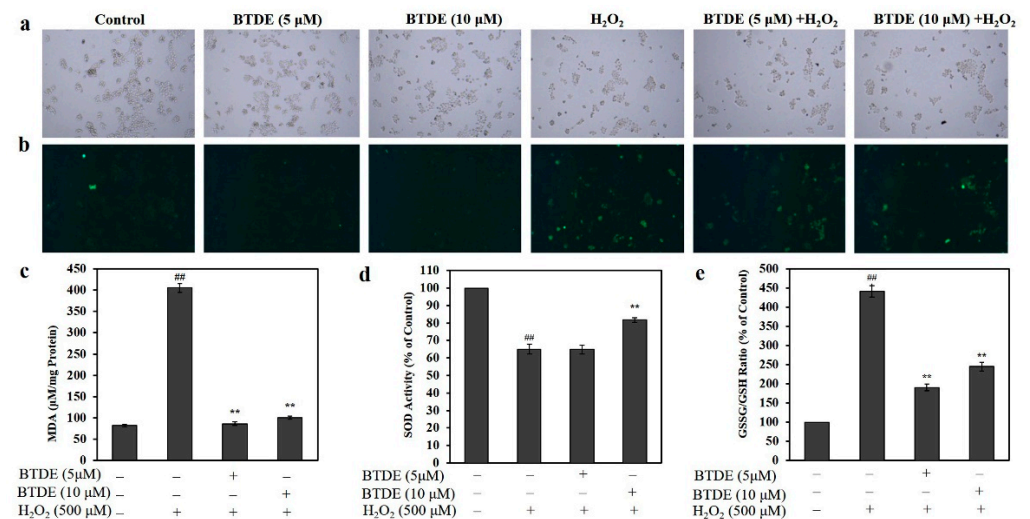 Control BTDE (5 μM) BTDE (10 μM) H₂O₂ BTDE (5 μM) +H₂O₂ BTDE (10 μM) +H₂O₂
a
b
c
450
400
350
300
250
200
150
100
50
0
MDA (μM/mg Protein)
##
**
**
BTDE (5μM) – – + –
BTDE (10 μM) – – – +
H₂O₂ (500 μM) – + + +
d
110
100
90
80
70
60
50
40
30
20
10
0
SOD Activity (% of Control)
##
**
BTDE (5μM) – – + –
BTDE (10 μM) – – – +
H₂O₂ (500 μM) – + + +
e
500
450
400
350
300
250
200
150
100
50
0
GSSG/GSH Ratio (% of Control)
##
**
**
BTDE (5μM) – – + –
BTDE (10 μM) – – – +
H₂O₂ (500 μM) – + + +